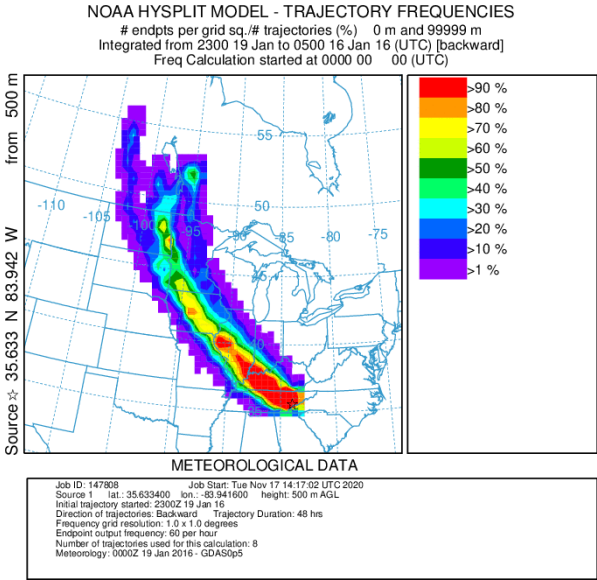 NOAA HYSPLIT MODEL - TRAJECTORY FREQUENCIES
# endpts per grid sq./# trajectories (%) 0 m and 99999 m
Integrated from 2300 19 Jan to 0500 16 Jan 16 (UTC) [backward]
Freq Calculation started at 0000 00 00 (UTC)
Source ☆ 35.633 N 83.942 W from 500 m
55
50
-110
-105
-100
-95
-90
-85
-80
-75
>90 %
>80 %
>70 %
>60 %
>50 %
>40 %
>30 %
>20 %
>10 %
>1 %
METEOROLOGICAL DATA
Job ID: 147808 Job Start: Tue Nov 17 14:17:02 UTC 2020
Source 1 lat.: 35.633400 lon.: -83.941600 height: 500 m AGL
Initial trajectory started: 2300Z 19 Jan 16
Direction of trajectories: Backward Trajectory Duration: 48 hrs
Frequency grid resolution: 1.0 x 1.0 degrees
Endpoint output frequency: 60 per hour
Number of trajectories used for this calculation: 8
Meteorology: 0000Z 19 Jan 2016 - GDAS0p5